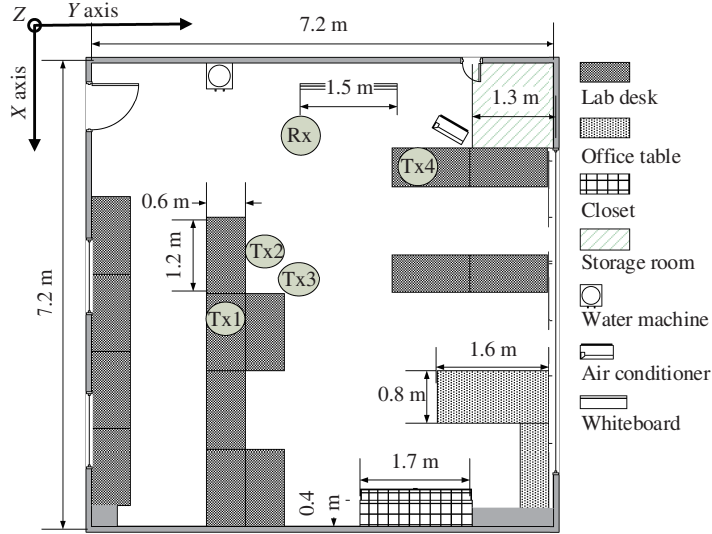 Z
Y axis
X axis
7.2 m
1.5 m
1.3 m
Rx
Tx4
0.6 m
1.2 m
Tx2
Tx3
Tx1
7.2 m
1.6 m
0.8 m
1.7 m
0.4
m
Lab desk
Office table
Closet
Storage room
Water machine
Air conditioner
Whiteboard